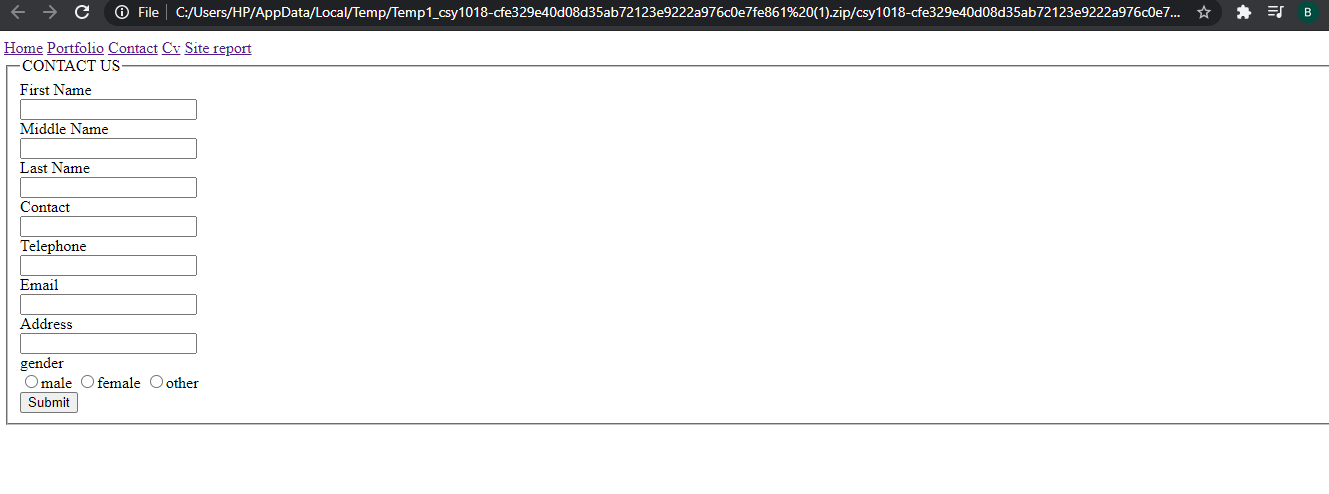 File C:/Users/HP/AppData/Local/Temp/Temp1_csy1018-cfe329e40d08d35ab72123e9222a976c0e7fe861%20(1).zip/csy1018-cfe329e40d08d35ab72123e9222a976c0e7... B
Home Portfolio Contact Cv Site report
CONTACT US
First Name
Middle Name
Last Name
Contact
Telephone
Email
Address
gender
male female other
Submit